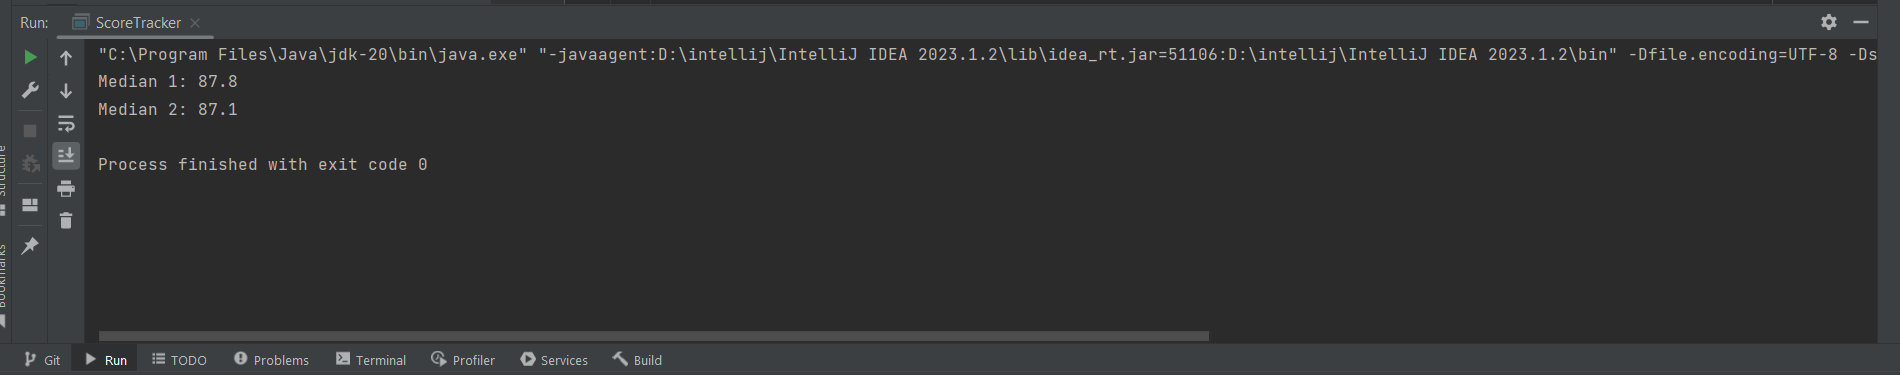 Run: ScoreTracker
"C:\Program Files\Java\jdk-20\bin\java.exe" "-javaagent:D:\intellij\IntelliJ IDEA 2023.1.2\lib\idea_rt.jar=51106:D:\intellij\IntelliJ IDEA 2023.1.2\bin" -Dfile.encoding=UTF-8 -Ds
Median 1: 87.8
Median 2: 87.1
Process finished with exit code 0
Structure
Bookmarks
Git Run TODO Problems Terminal Profiler Services Build